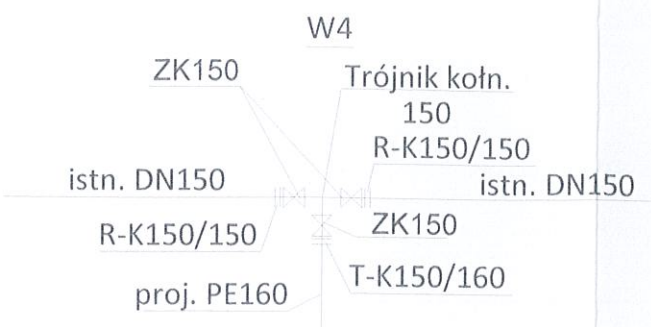 W4
ZK150
Trójnik kołn.
150
R-K150/150
istn. DN150
istn. DN150
R-K150/150
ZK150
T-K150/160
proj. PE160